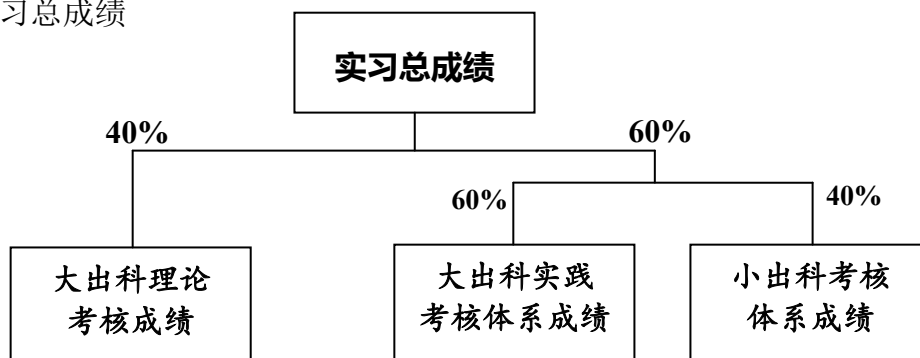 习总成绩
实习总成绩
40%
60%
60%
40%
大出科理论
考核成绩
大出科实践
考核体系成绩
小出科考核
体系成绩